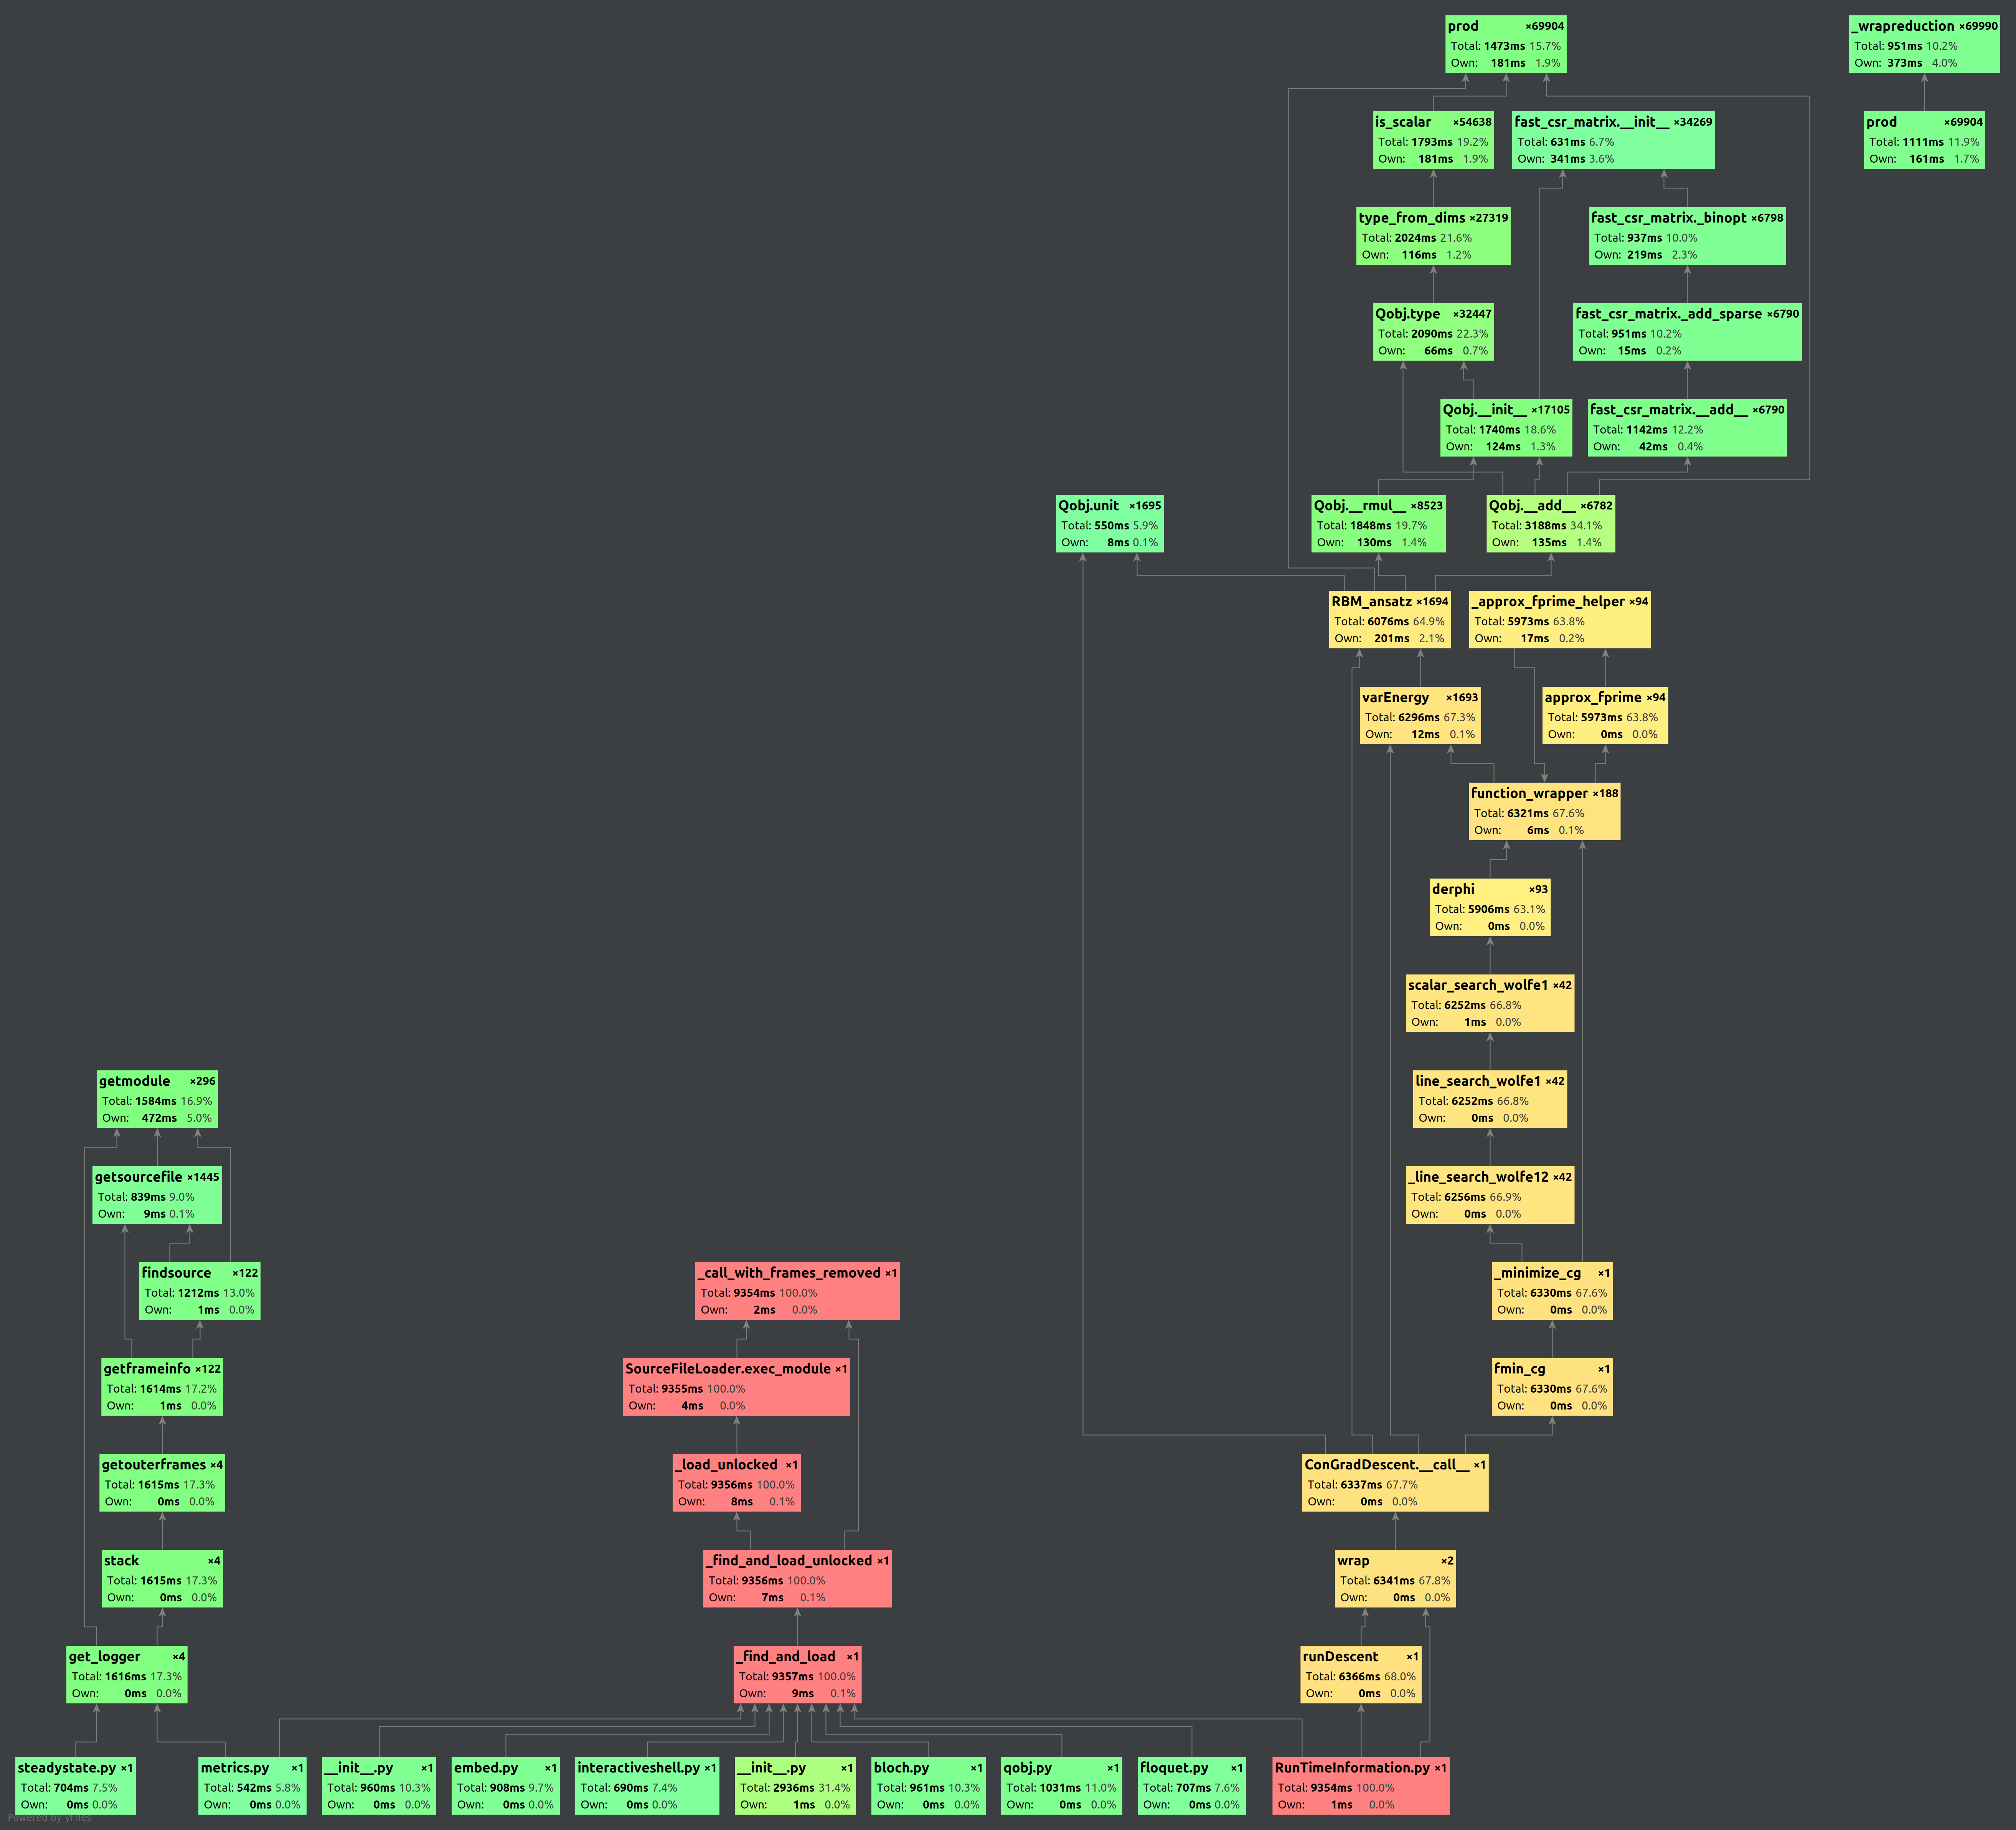 prod ×69904
Total: 1473ms 15.7%
Own: 181ms 1.9%
_wrapreduction ×69990
Total: 951ms 10.2%
Own: 373ms 4.0%
is_scalar ×54638
Total: 1793ms 19.2%
Own: 181ms 1.9%
fast_csr_matrix.__init__ ×34269
Total: 631ms 6.7%
Own: 341ms 3.6%
prod ×69904
Total: 1111ms 11.9%
Own: 161ms 1.7%
type_from_dims ×27319
Total: 2024ms 21.6%
Own: 116ms 1.2%
fast_csr_matrix._binopt ×6798
Total: 937ms 10.0%
Own: 219ms 2.3%
Qobj.type ×32447
Total: 2090ms 22.3%
Own: 66ms 0.7%
fast_csr_matrix._add_sparse ×6790
Total: 951ms 10.2%
Own: 15ms 0.2%
Qobj.__init__ ×17105
Total: 1740ms 18.6%
Own: 124ms 1.3%
fast_csr_matrix.__add__ ×6790
Total: 1142ms 12.2%
Own: 42ms 0.4%
Qobj.unit ×1695
Total: 550ms 5.9%
Own: 8ms 0.1%
Qobj.__rmul__ ×8523
Total: 1848ms 19.7%
Own: 130ms 1.4%
Qobj.__add__ ×6782
Total: 3188ms 34.1%
Own: 135ms 1.4%
RBM_ansatz ×1694
Total: 6076ms 64.9%
Own: 201ms 2.1%
_approx_fprime_helper ×94
Total: 5973ms 63.8%
Own: 17ms 0.2%
varEnergy ×1693
Total: 6296ms 67.3%
Own: 12ms 0.1%
approx_fprime ×94
Total: 5973ms 63.8%
Own: 0ms 0.0%
function_wrapper ×188
Total: 6321ms 67.6%
Own: 6ms 0.1%
derphi ×93
Total: 5906ms 63.1%
Own: 0ms 0.0%
scalar_search_wolfe1 ×42
Total: 6252ms 66.8%
Own: 1ms 0.0%
getmodule ×296
Total: 1584ms 16.9%
Own: 472ms 5.0%
line_search_wolfe1 ×42
Total: 6252ms 66.8%
Own: 0ms 0.0%
getsourcefile ×1445
Total: 839ms 9.0%
Own: 9ms 0.1%
_line_search_wolfe12 ×42
Total: 6256ms 66.9%
Own: 0ms 0.0%
findsource ×122
Total: 1212ms 13.0%
Own: 1ms 0.0%
_call_with_frames_removed ×1
Total: 9354ms 100.0%
Own: 2ms 0.0%
_minimize_cg ×1
Total: 6330ms 67.6%
Own: 0ms 0.0%
getframeinfo ×122
Total: 1614ms 17.2%
Own: 1ms 0.0%
SourceFileLoader.exec_module ×1
Total: 9355ms 100.0%
Own: 4ms 0.0%
fmin_cg ×1
Total: 6330ms 67.6%
Own: 0ms 0.0%
getouterframes ×4
Total: 1615ms 17.3%
Own: 0ms 0.0%
_load_unlocked ×1
Total: 9356ms 100.0%
Own: 8ms 0.1%
ConGradDescent.__call__ ×1
Total: 6337ms 67.7%
Own: 0ms 0.0%
stack ×4
Total: 1615ms 17.3%
Own: 0ms 0.0%
_find_and_load_unlocked ×1
Total: 9356ms 100.0%
Own: 7ms 0.1%
wrap ×2
Total: 6341ms 67.8%
Own: 0ms 0.0%
get_logger ×4
Total: 1616ms 17.3%
Own: 0ms 0.0%
_find_and_load ×1
Total: 9357ms 100.0%
Own: 9ms 0.1%
runDescent ×1
Total: 6366ms 68.0%
Own: 0ms 0.0%
steadystate.py ×1
Total: 704ms 7.5%
Own: 0ms 0.0%
metrics.py ×1
Total: 542ms 5.8%
Own: 0ms 0.0%
__init__.py ×1
Total: 960ms 10.3%
Own: 0ms 0.0%
embed.py ×1
Total: 908ms 9.7%
Own: 0ms 0.0%
interactiveshell.py ×1
Total: 690ms 7.4%
Own: 0ms 0.0%
__init__.py ×1
Total: 2936ms 31.4%
Own: 1ms 0.0%
bloch.py ×1
Total: 961ms 10.3%
Own: 0ms 0.0%
qobj.py ×1
Total: 1031ms 11.0%
Own: 0ms 0.0%
floquet.py ×1
Total: 707ms 7.6%
Own: 0ms 0.0%
RunTimeInformation.py ×1
Total: 9354ms 100.0%
Own: 1ms 0.0%
Powered by yFiles